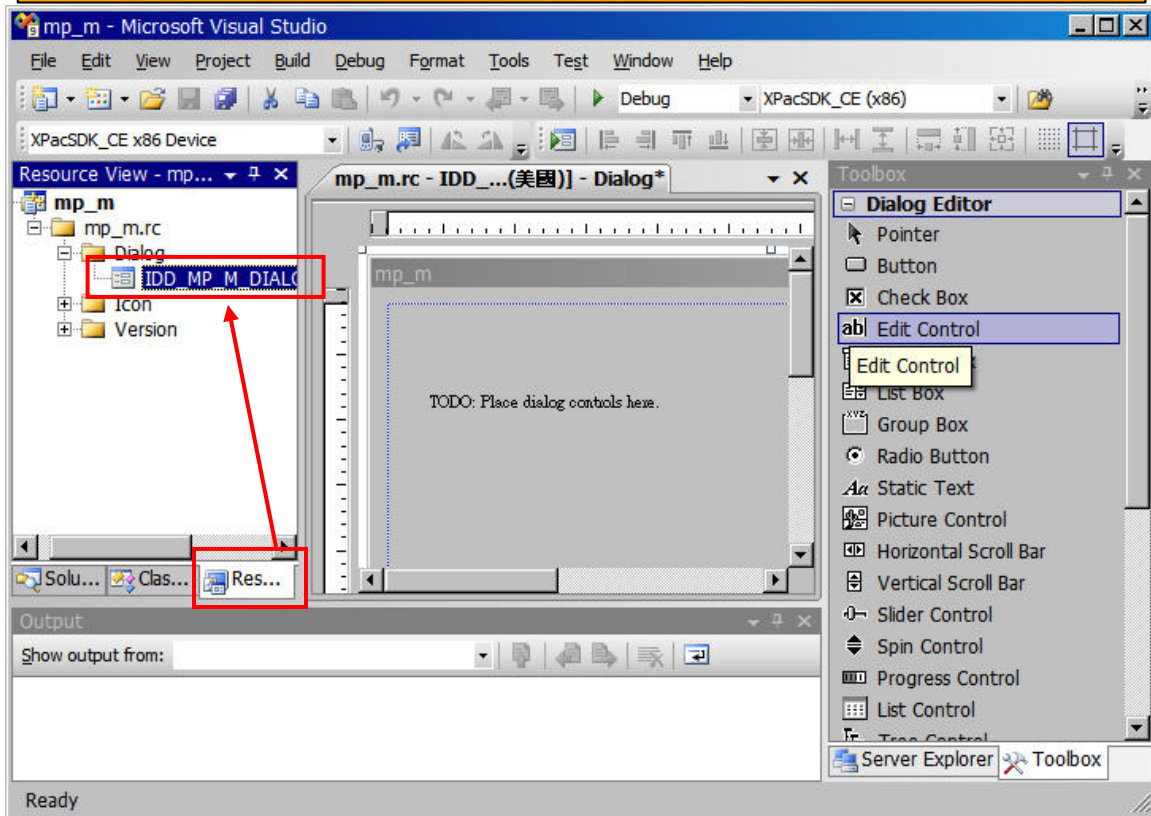 mp_m - Microsoft Visual Studio
File Edit View Project Build Debug Format Tools Test Window Help
Debug XPacSDK_CE (x86)
XPacSDK_CE x86 Device
Resource View - mp...
mp_m
mp_m.rc
Dialog
IDD_MP_M_DIALO
Icon
Version
Solu... Clas... Res...
mp_m.rc - IDD_...(美國)] - Dialog*
mp_m
TODO: Place dialog controls here.
Toolbox
Dialog Editor
Pointer
Button
Check Box
Edit Control
Edit Control
List Box
Group Box
Radio Button
Static Text
Picture Control
Horizontal Scroll Bar
Vertical Scroll Bar
Slider Control
Spin Control
Progress Control
List Control
Tree Control
Server Explorer Toolbox
Output
Show output from:
Ready